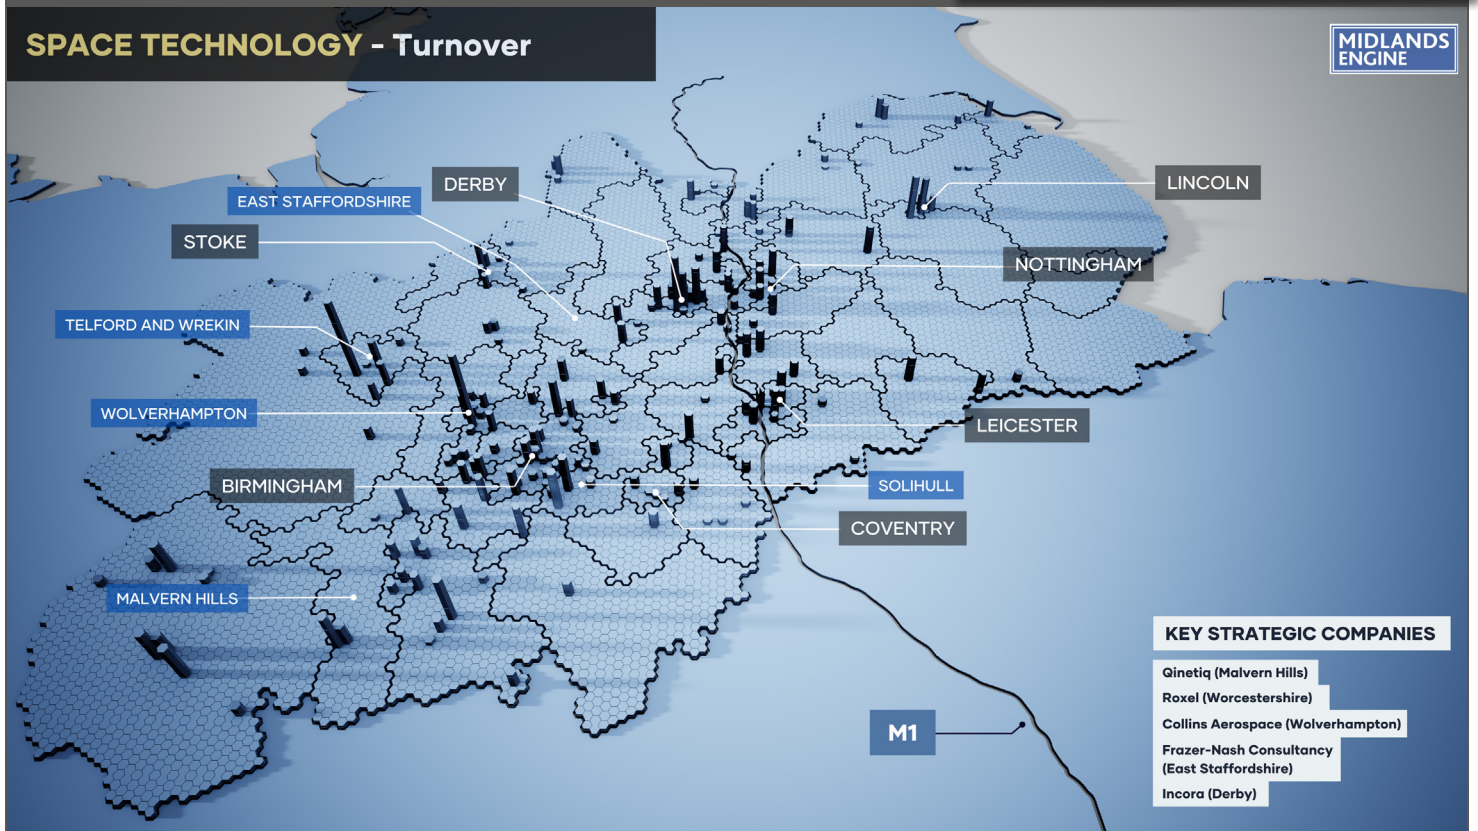 SPACE TECHNOLOGY - Turnover
MIDLANDS
ENGINE
DERBY
EAST STAFFORDSHIRE
STOKE
LINCOLN
NOTTINGHAM
TELFORD AND WREKIN
WOLVERHAMPTON
LEICESTER
BIRMINGHAM
SOLIHULL
COVENTRY
MALVERN HILLS
M1
KEY STRATEGIC COMPANIES
Qinetiq (Malvern Hills)
Roxel (Worcestershire)
Collins Aerospace (Wolverhampton)
Frazer-Nash Consultancy
(East Staffordshire)
Incora (Derby)